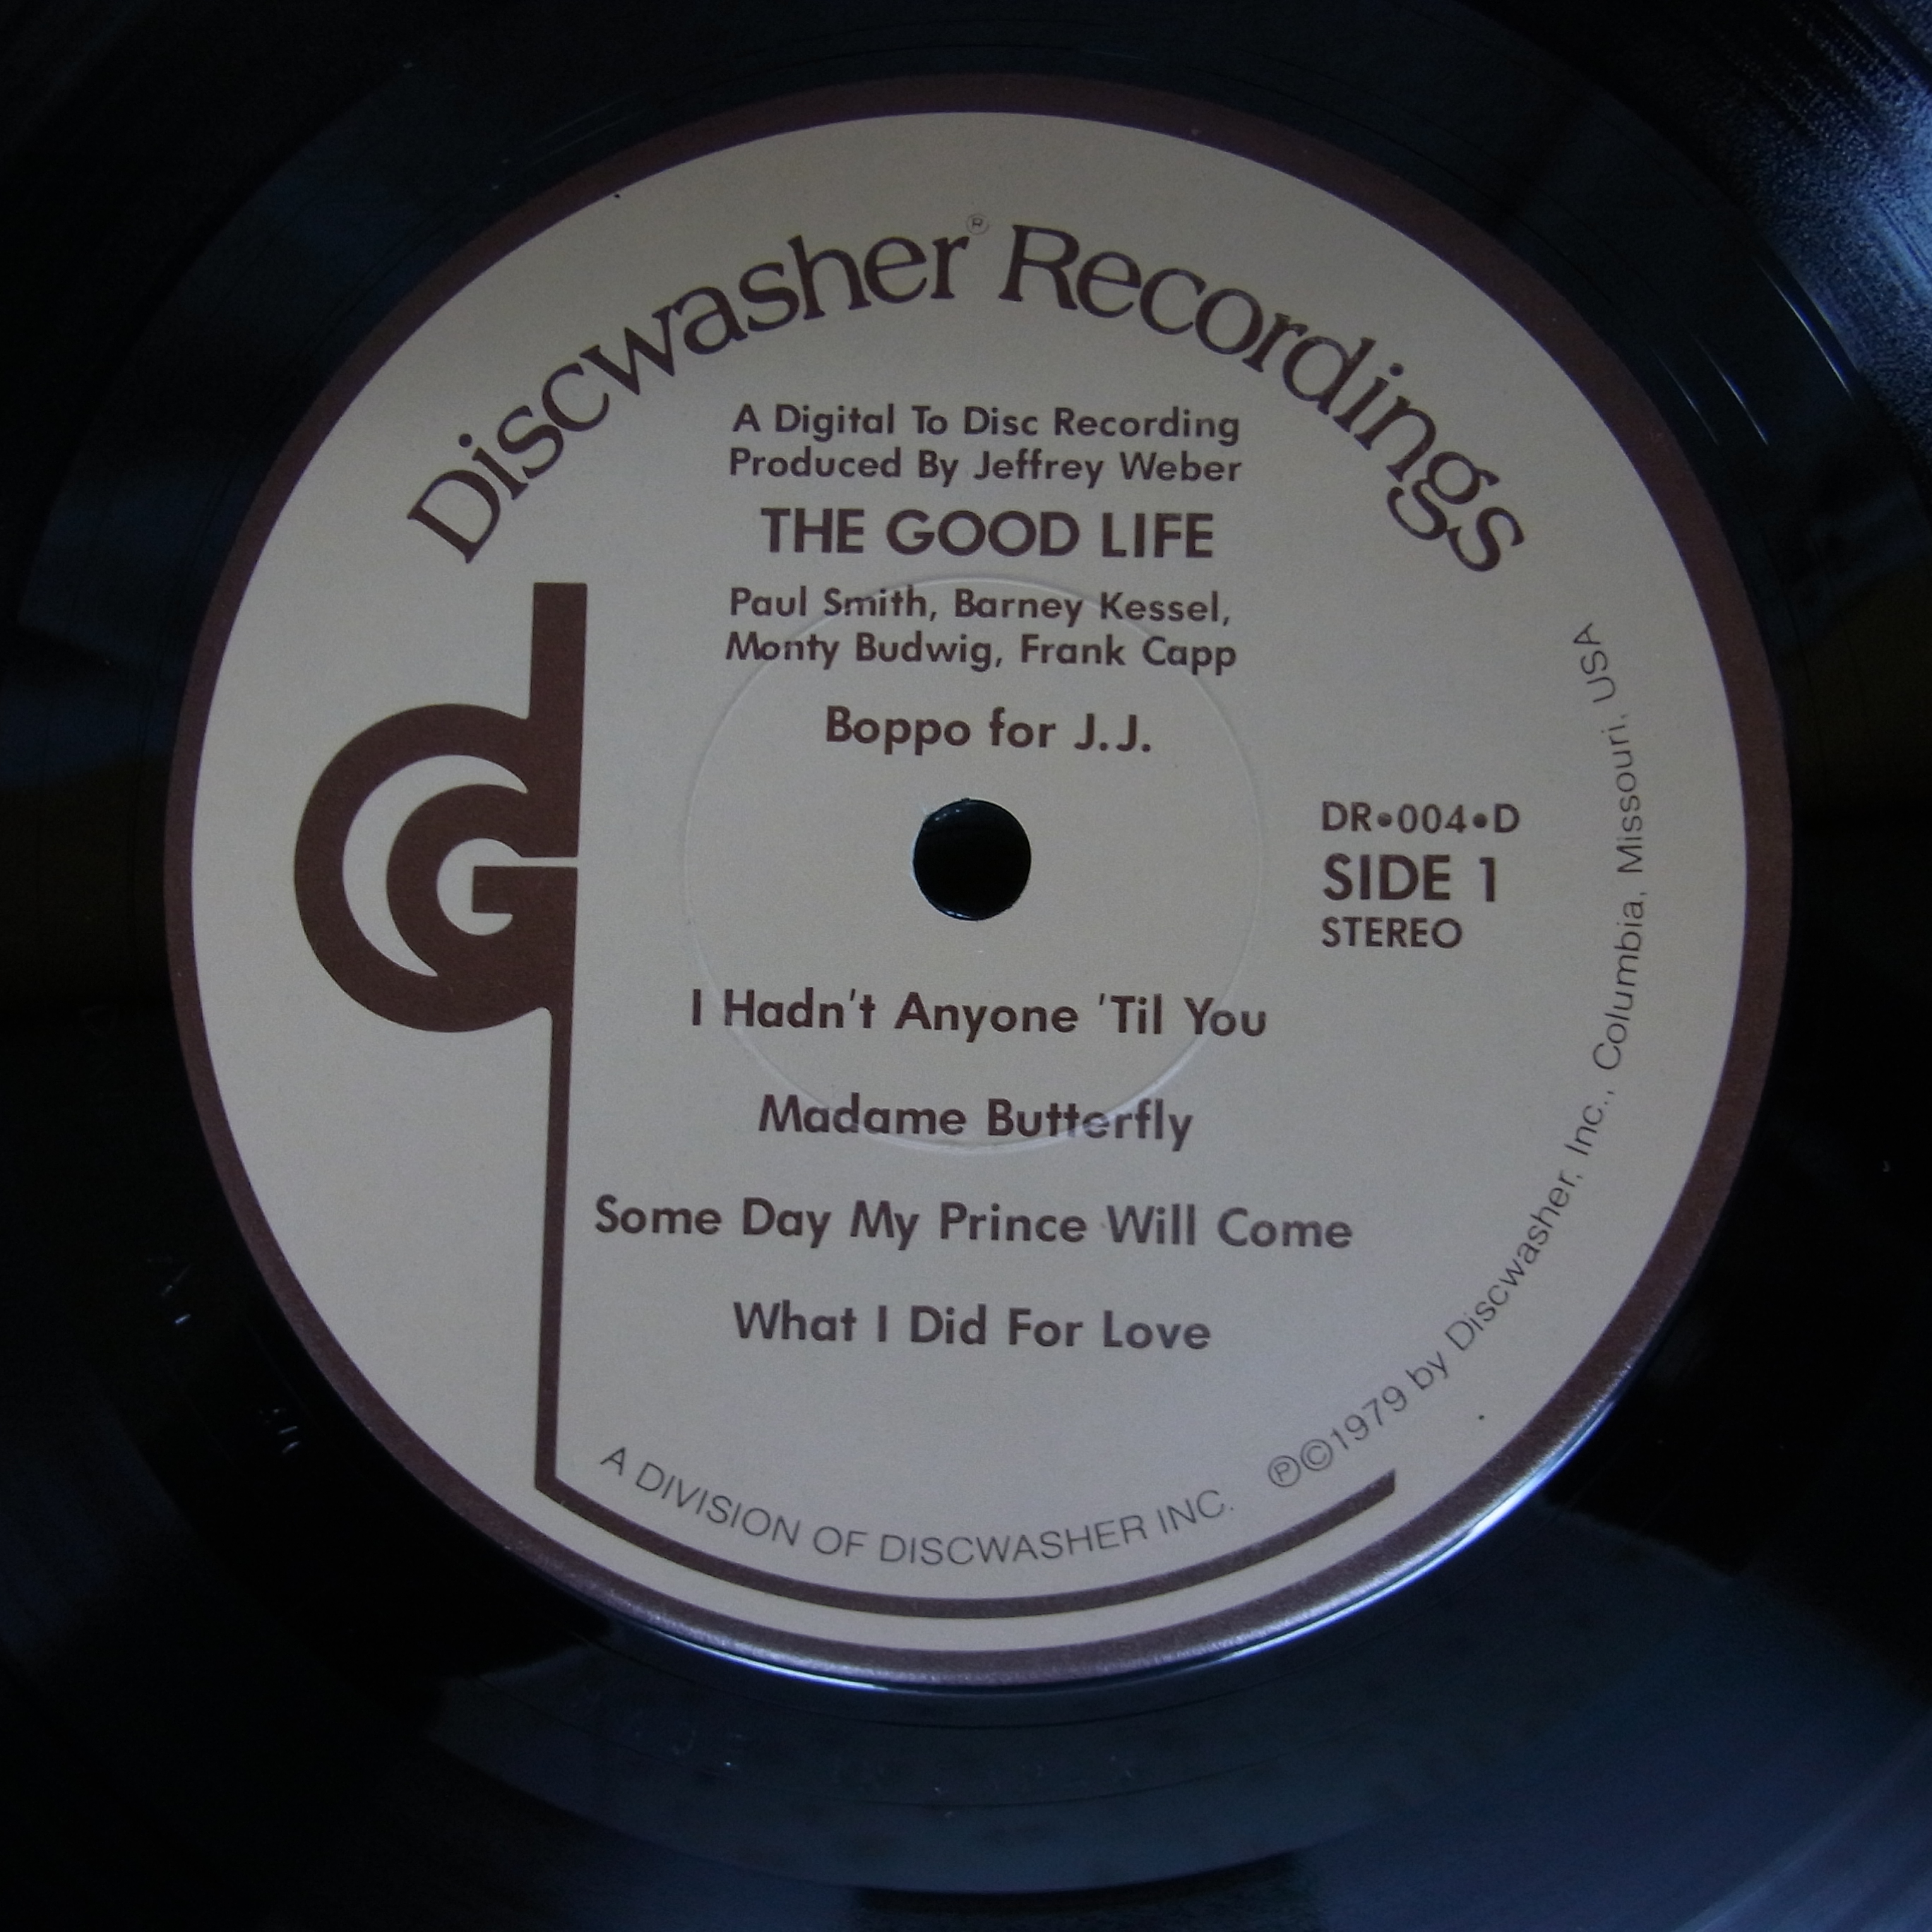 Discwasher® Recordings
A Digital To Disc Recording
Produced By Jeffrey Weber
THE GOOD LIFE
Paul Smith, Barney Kessel,
Monty Budwig, Frank Capp
Boppo for J.J.
DR•004•D
SIDE 1
STEREO
I Hadn't Anyone 'Til You
Madame Butterfly
Some Day My Prince Will Come
What I Did For Love
A DIVISION OF DISCWASHER INC.
℗©1979 by Discwasher, Inc., Columbia, Missouri, USA